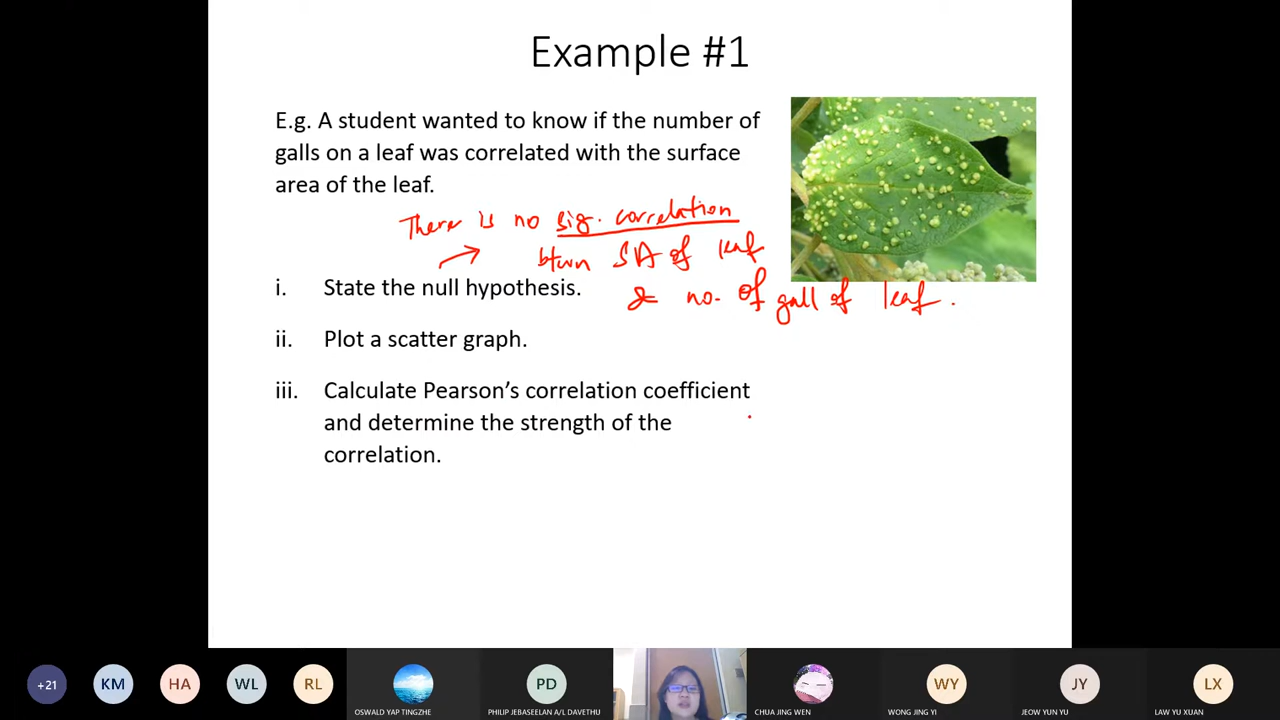 Example #1
E.g. A student wanted to know if the number of
galls on a leaf was correlated with the surface
area of the leaf.
There is no sig. correlation
btwn SA of leaf
& no. of gall of leaf.
i. State the null hypothesis.
ii. Plot a scatter graph.
iii. Calculate Pearson's correlation coefficient
and determine the strength of the
correlation.
+21 KM HA WL RL PD WY JY LX
OSWALD YAP TINGZHE PHILIP JEBASEELAN A/L DAVETHU CHUA JING WEN WONG JING YI JEOW YUN YU LAW YU XUAN